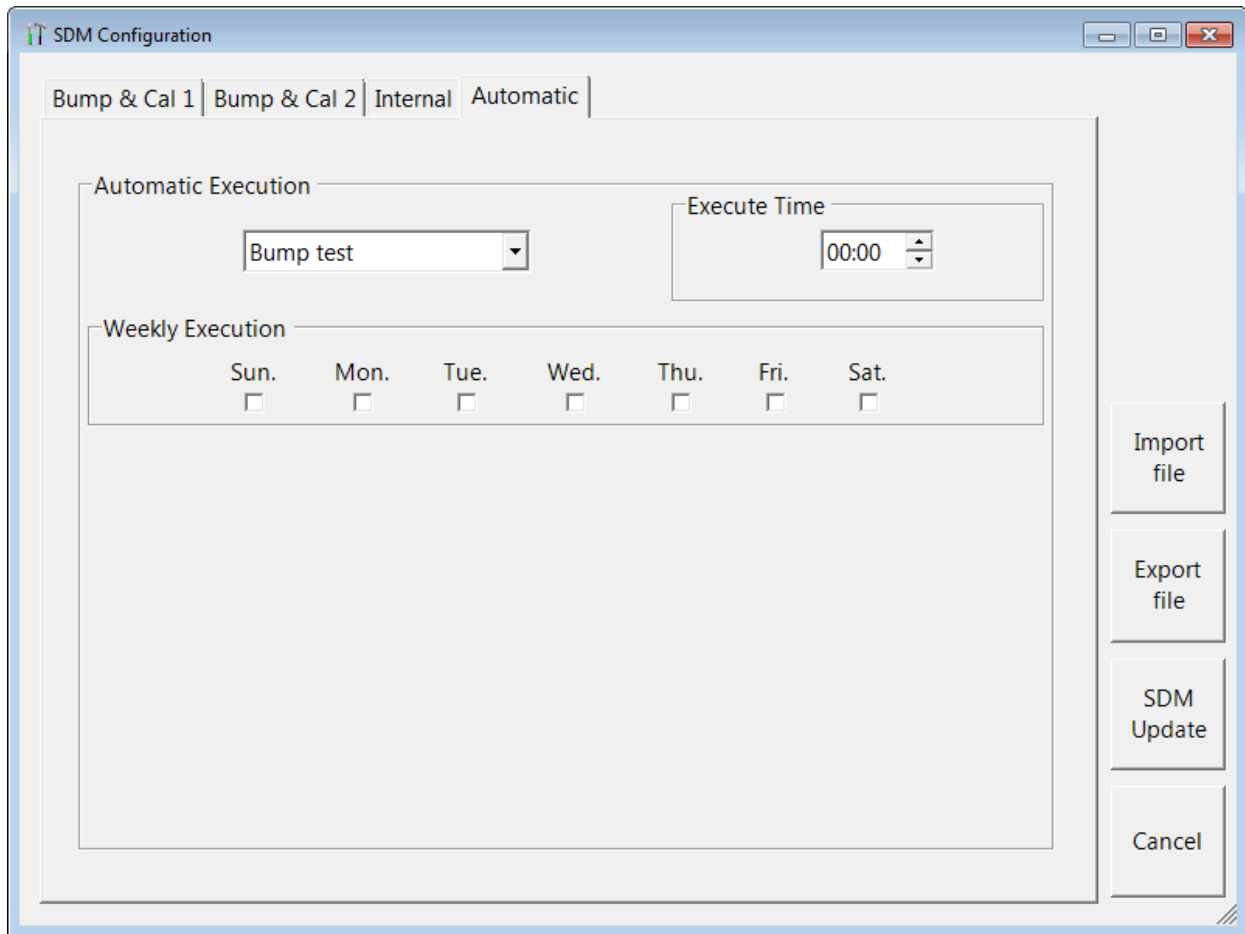 SDM Configuration
Bump & Cal 1 Bump & Cal 2 Internal Automatic
Automatic Execution
Execute Time
Bump test
00:00
Weekly Execution
Sun. Mon. Tue. Wed. Thu. Fri. Sat.
Import
file
Export
file
SDM
Update
Cancel